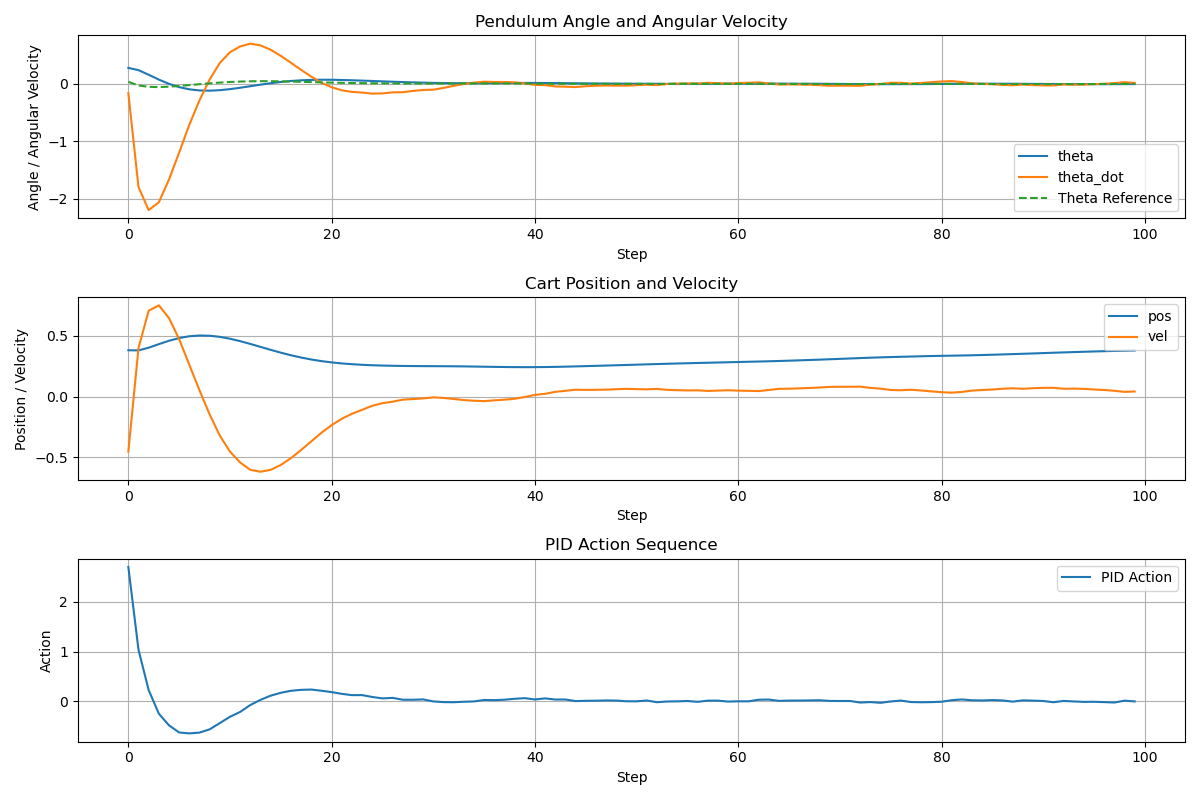 Pendulum Angle and Angular Velocity
Angle / Angular Velocity
0
−1
−2
theta
theta_dot
Theta Reference
0 20 40 60 80 100
Step
Cart Position and Velocity
Position / Velocity
0.5
0.0
−0.5
pos
vel
0 20 40 60 80 100
Step
PID Action Sequence
Action
2
1
0
PID Action
0 20 40 60 80 100
Step